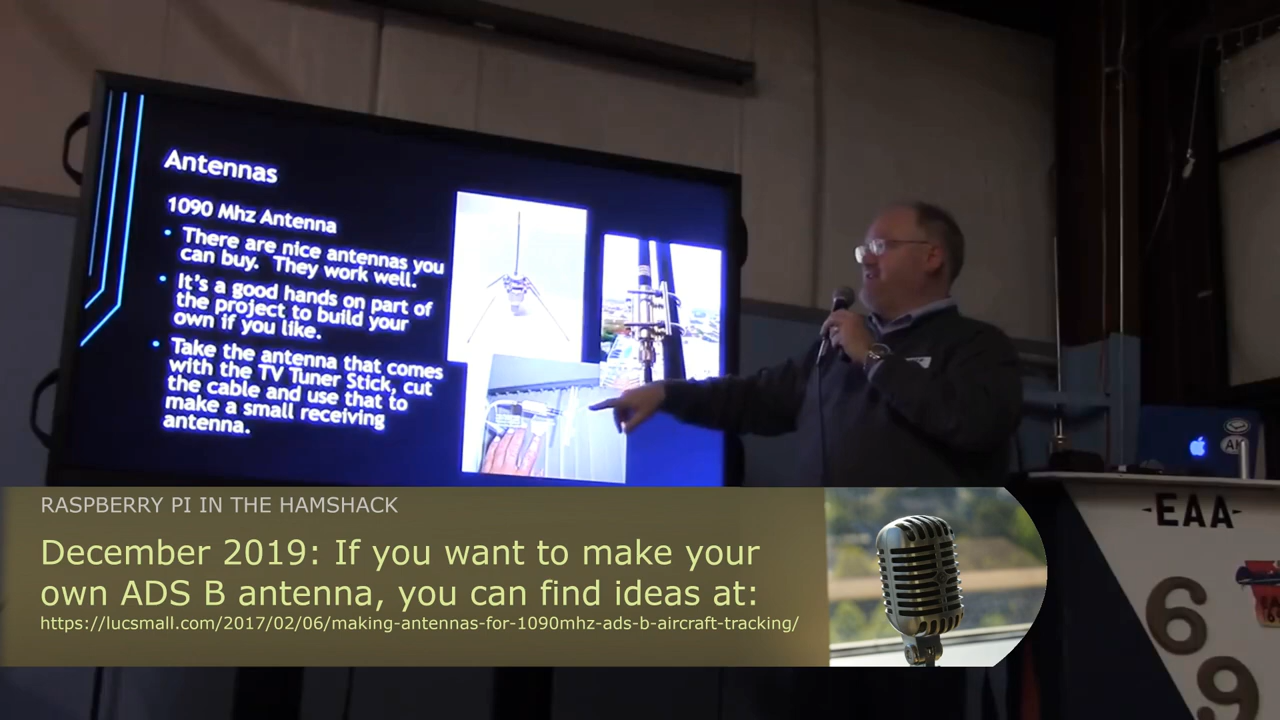 Antennas
1090 Mhz Antenna
• There are nice antennas you
can buy. They work well.
• It's a good hands on part of
the project to build your
own if you like.
• Take the antenna that comes
with the TV Tuner Stick, cut
the cable and use that to
make a small receiving
antenna.
AK
-EAA-
69
RASPBERRY PI IN THE HAMSHACK
December 2019: If you want to make your
own ADS B antenna, you can find ideas at:
https://lucsmall.com/2017/02/06/making-antennas-for-1090mhz-ads-b-aircraft-tracking/